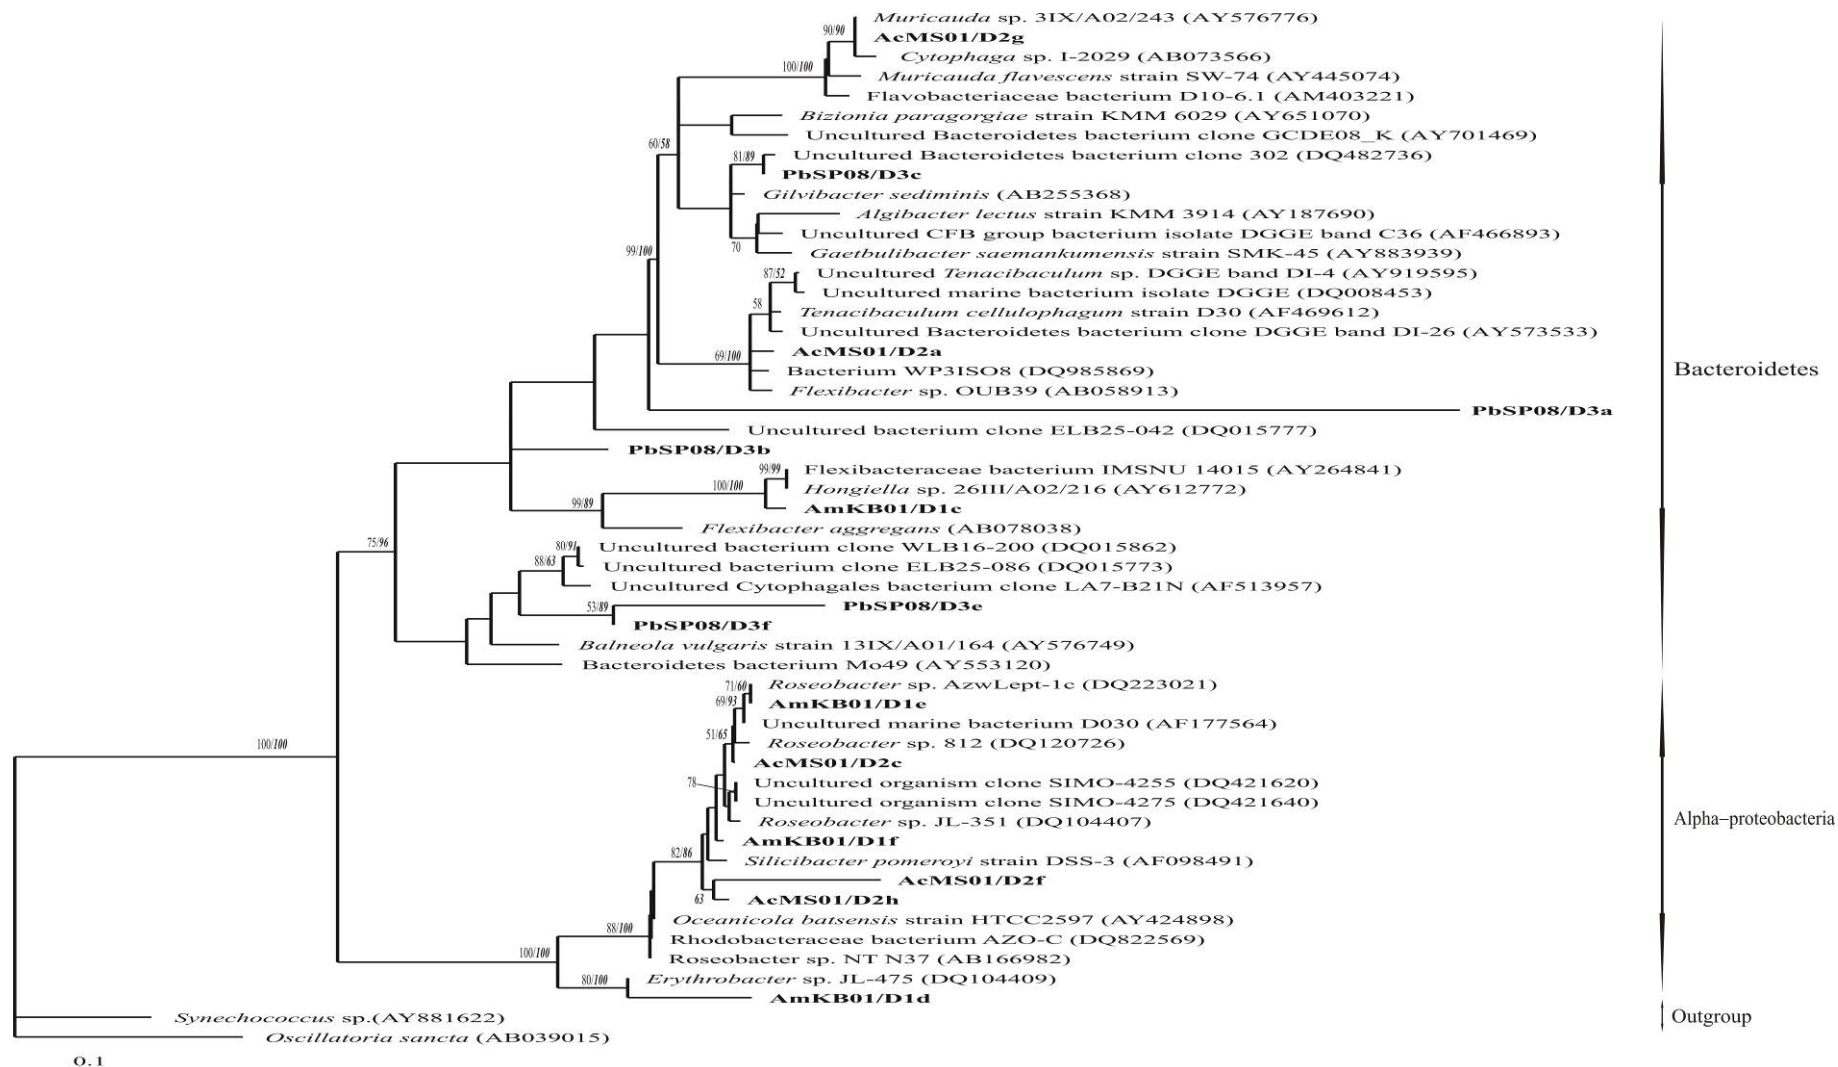 Muricauda sp. 3IX/A02/243 (AY576776)
90/90
AcMS01/D2g
Cytophaga sp. I-2029 (AB073566)
100/100
Muricauda flavescens strain SW-74 (AY445074)
Flavobacteriaceae bacterium D10-6.1 (AM403221)
Bizionia paragorgiae strain KMM 6029 (AY651070)
Uncultured Bacteroidetes bacterium clone GCDE08_K (AY701469)
60/58
81/89
Uncultured Bacteroidetes bacterium clone 302 (DQ482736)
PbSP08/D3c
Gilvibacter sediminis (AB255368)
Algibacter lectus strain KMM 3914 (AY187690)
Uncultured CFB group bacterium isolate DGGE band C36 (AF466893)
70
99/100
Gaetbulibacter saemankumensis strain SMK-45 (AY883939)
87/52
Uncultured Tenacibaculum sp. DGGE band DI-4 (AY919595)
Uncultured marine bacterium isolate DGGE (DQ008453)
58
Tenacibaculum cellulophagum strain D30 (AF469612)
Uncultured Bacteroidetes bacterium clone DGGE band DI-26 (AY573533)
69/100
AcMS01/D2a
Bacterium WP3ISO8 (DQ985869)
Bacteroidetes
Flexibacter sp. OUB39 (AB058913)
PbSP08/D3a
Uncultured bacterium clone ELB25-042 (DQ015777)
PbSP08/D3b
99/99
Flexibacteraceae bacterium IMSNU 14015 (AY264841)
100/100
Hongiella sp. 26III/A02/216 (AY612772)
99/89
AmKB01/D1c
Flexibacter aggregans (AB078038)
75/96
80/91
Uncultured bacterium clone WLB16-200 (DQ015862)
88/63
Uncultured bacterium clone ELB25-086 (DQ015773)
Uncultured Cytophagales bacterium clone LA7-B21N (AF513957)
53/89
PbSP08/D3e
PbSP08/D3f
Balneola vulgaris strain 13IX/A01/164 (AY576749)
Bacteroidetes bacterium Mo49 (AY553120)
71/60
Roseobacter sp. AzwLept-1c (DQ223021)
69/93
AmKB01/D1e
Uncultured marine bacterium D030 (AF177564)
51/65
100/100
Roseobacter sp. 812 (DQ120726)
AcMS01/D2c
78
Uncultured organism clone SIMO-4255 (DQ421620)
Uncultured organism clone SIMO-4275 (DQ421640)
Roseobacter sp. JL-351 (DQ104407)
Alpha-proteobacteria
AmKB01/D1f
82/86
Silicibacter pomeroyi strain DSS-3 (AF098491)
AcMS01/D2f
63
AcMS01/D2h
Oceanicola batsensis strain HTCC2597 (AY424898)
88/100
Rhodobacteraceae bacterium AZO-C (DQ822569)
100/100
Roseobacter sp. NT N37 (AB166982)
80/100
Erythrobacter sp. JL-475 (DQ104409)
AmKB01/D1d
Synechococcus sp.(AY881622)
Outgroup
Oscillatoria sancta (AB039015)
0.1